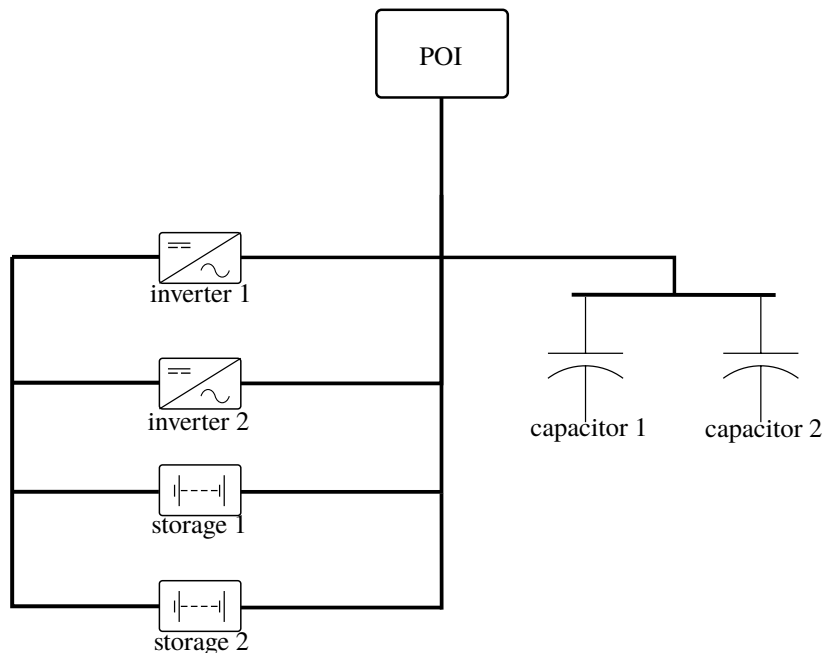 POI
inverter 1
inverter 2
capacitor 1
capacitor 2
storage 1
storage 2